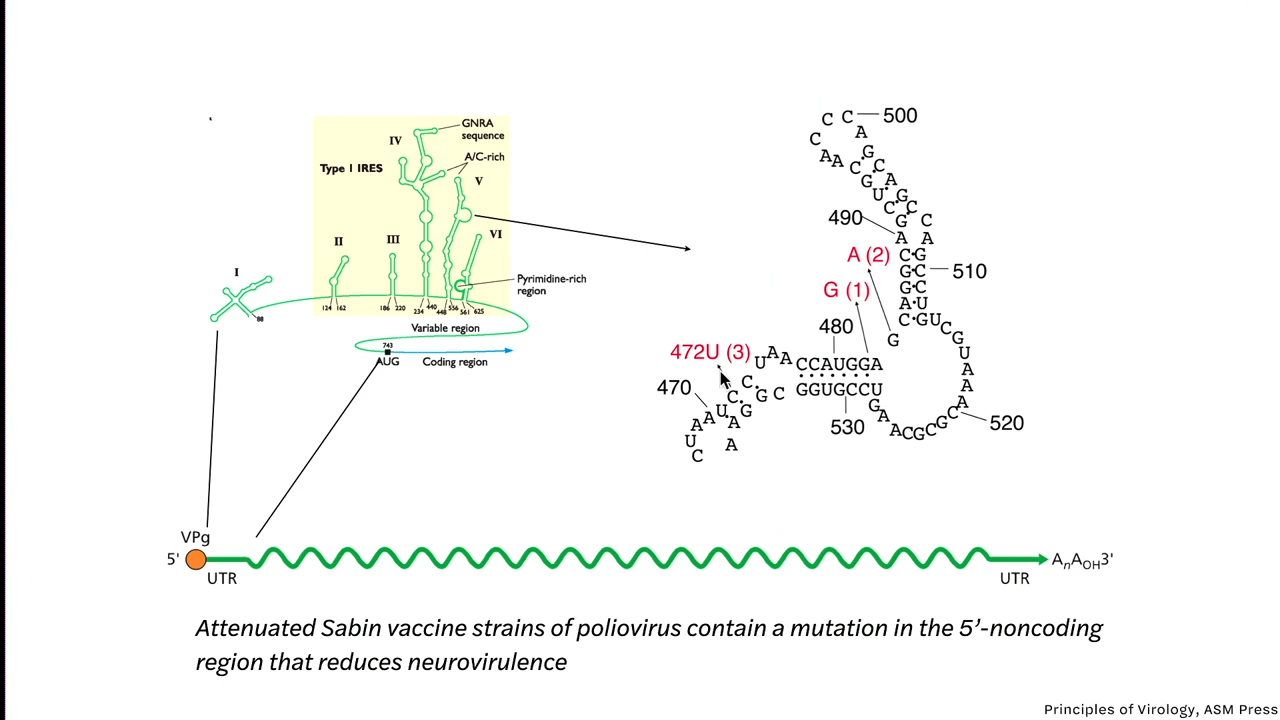 GNRA
sequence
IV
A/C-rich
Type I IRES
V
II
III
VI
I
Pyrimidine-rich
region
124 162
186 220
234 440
448 556
561 625
88
Variable region
743
AUG
Coding region
C C
500
A
C
G
A A C
C
G
A
U
G
C
C
490
G
C
A
A
A (2)
C G
510
G (1)
G C
G C
A U
C G U C G U A A A
480
G
472U (3)
U A A C C A U G G A
470
C G C
G G U G C C U
530
G A A C G C G C
520
C G
A A U A
U
C
A
VPg
5'
UTR
UTR
AnAOH3'
Attenuated Sabin vaccine strains of poliovirus contain a mutation in the 5’-noncoding
region that reduces neurovirulence
Principles of Virology, ASM Press